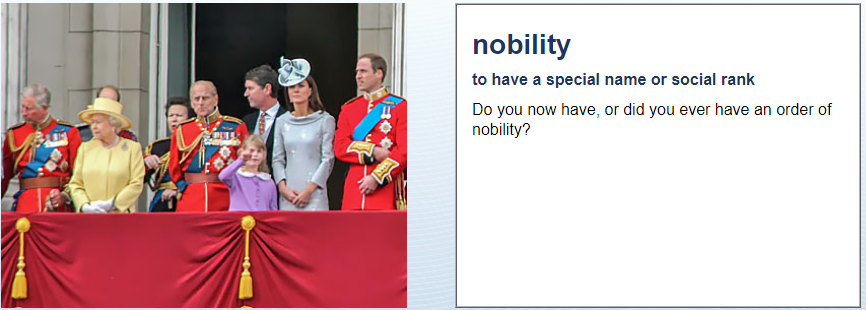 nobility
to have a special name or social rank
Do you now have, or did you ever have an order of
nobility?